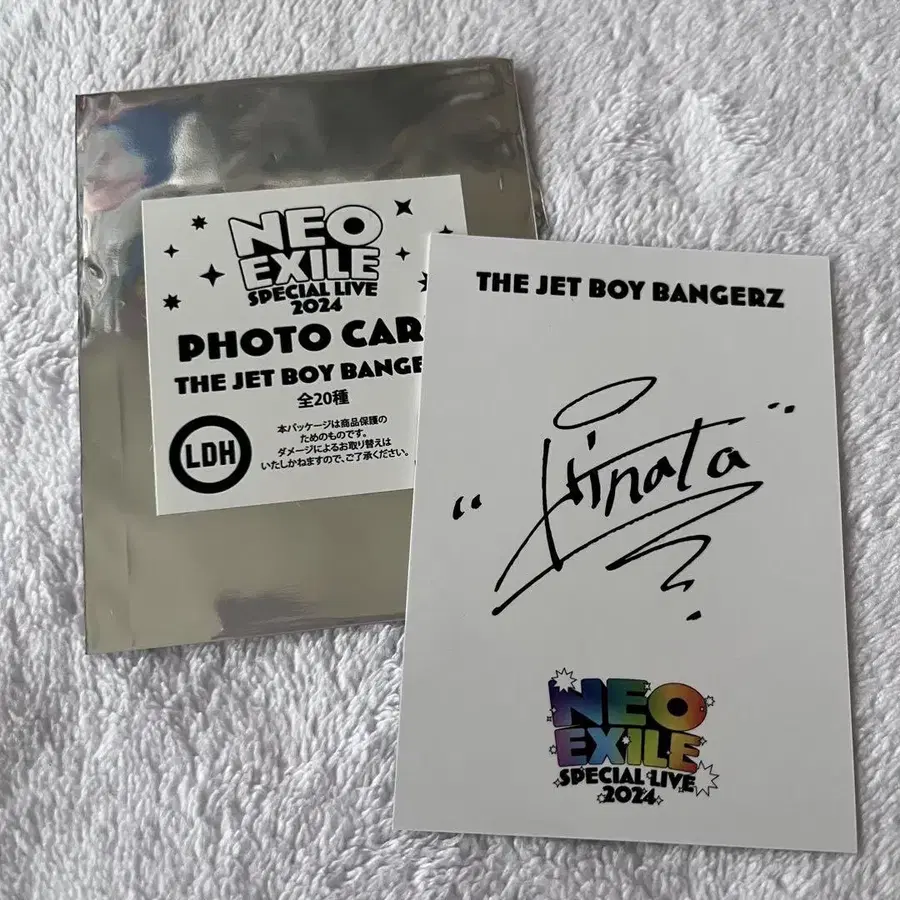 NEO
EXILE
SPECIAL LIVE
2024
PHOTO CAR
THE JET BOY BANGE
全20種
本パッケージは商品保護の
ためのものです。
ダメージによるお取り替えは
いたしかねますので、ご了承ください。
LDH
THE JET BOY BANGERZ
"Hinata"
NEO
EXILE
SPECIAL LIVE
2024